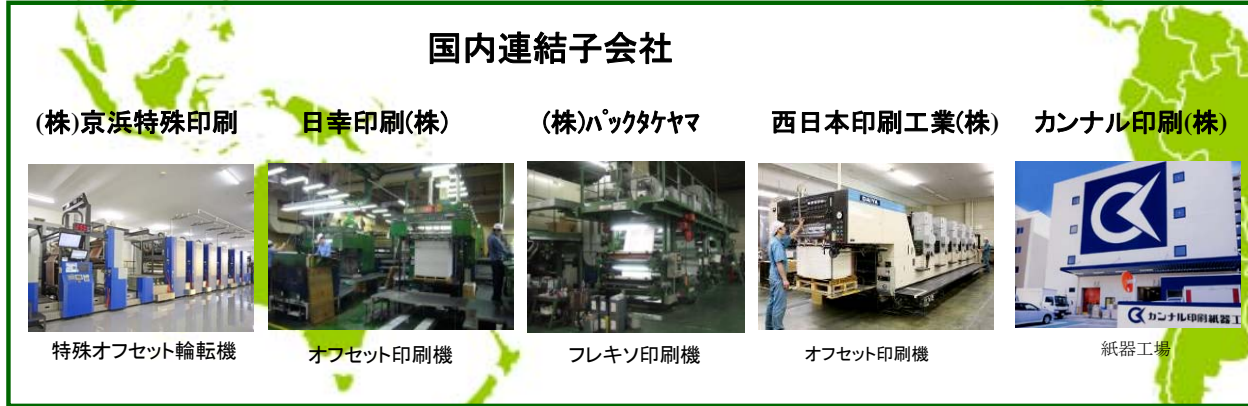 国内連結子会社
(株)京浜特殊印刷
日幸印刷(株)
(株)ﾊﾟｯｸﾀｹﾔﾏ
西日本印刷工業(株)
カンナル印刷(株)
カンナル印刷紙器工
特殊オフセット輪転機
オフセット印刷機
フレキソ印刷機
オフセット印刷機
紙器工場